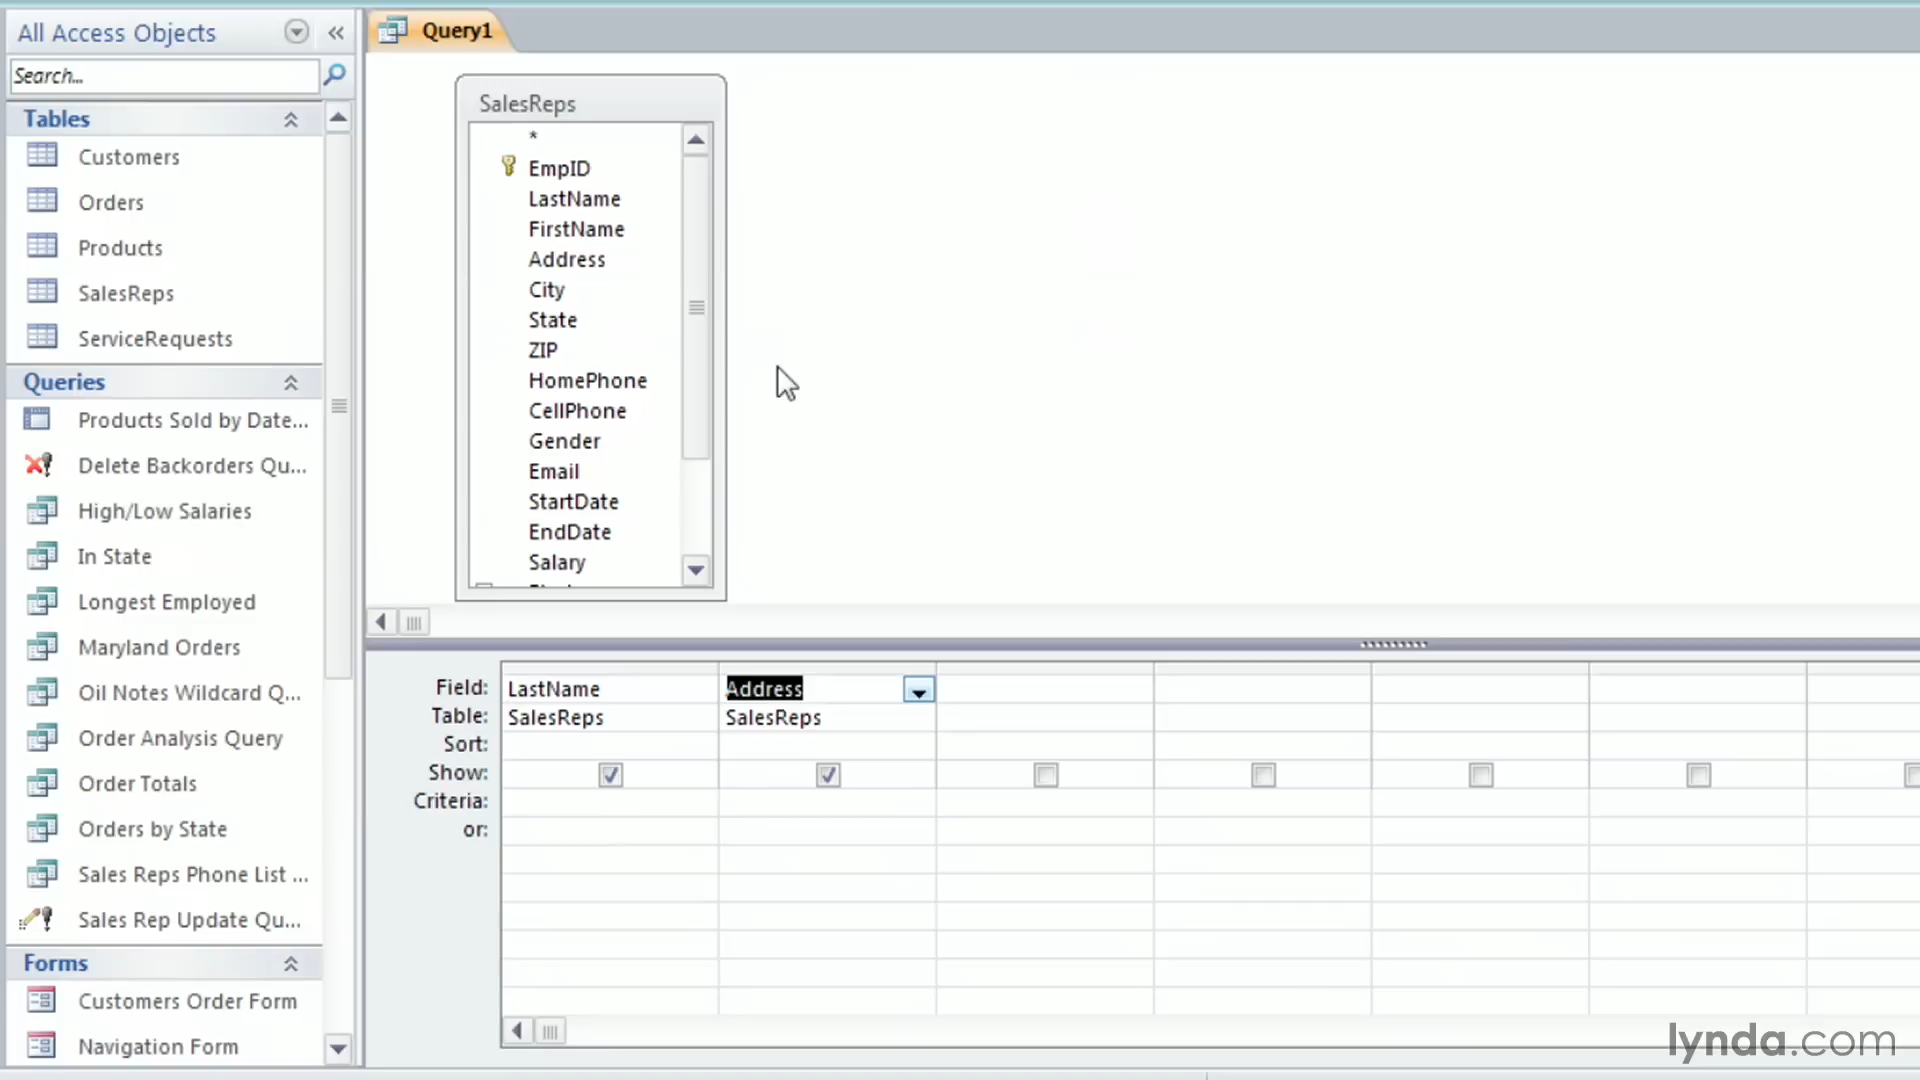 All Access Objects
Search...
Tables
Customers
Orders
Products
SalesReps
ServiceRequests
Queries
Products Sold by Date...
Delete Backorders Qu...
High/Low Salaries
In State
Longest Employed
Maryland Orders
Oil Notes Wildcard Q...
Order Analysis Query
Order Totals
Orders by State
Sales Reps Phone List ...
Sales Rep Update Qu...
Forms
Customers Order Form
Navigation Form
Query1
SalesReps
*
EmpID
LastName
FirstName
Address
City
State
ZIP
HomePhone
CellPhone
Gender
Email
StartDate
EndDate
Salary
Field: LastName Address
Table: SalesReps SalesReps
Sort:
Show:
Criteria:
or:
lynda.com